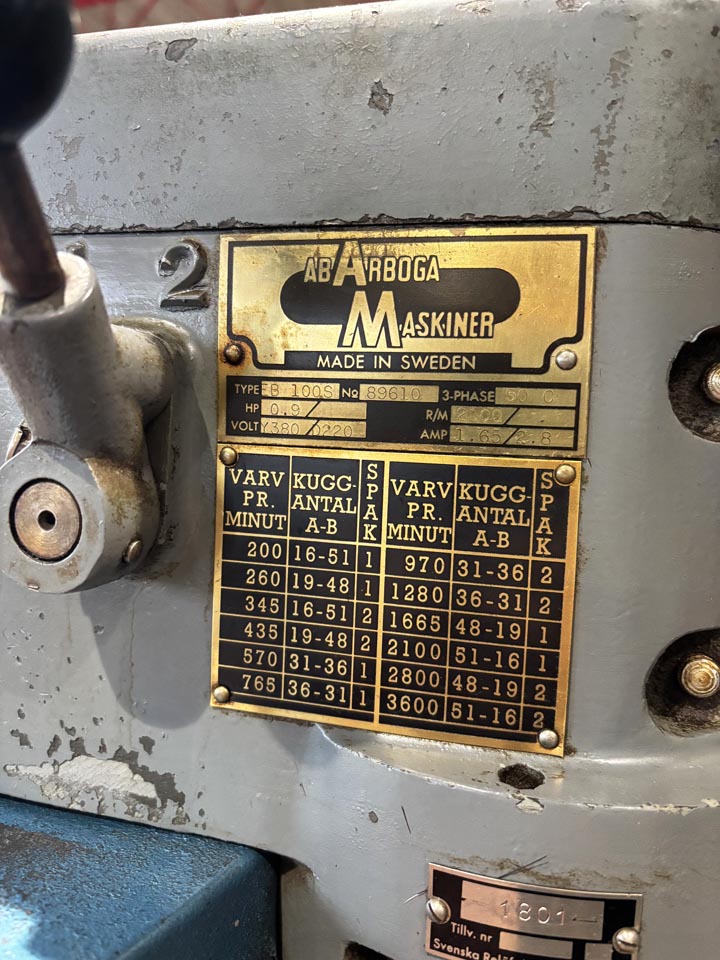 2
AB ARBOGA
MASKINER
MADE IN SWEDEN
TYPE EB 100S No 89610 3-PHASE 50 C
HP 0.9/ R/M /
VOLT Y380/D220 AMP 1.65/2.8
VARV PR. MINUT KUGG-ANTAL A-B SPAK VARV PR. MINUT KUGG-ANTAL A-B SPAK
200 16-51 1 970 31-36 2
260 19-48 1 1280 36-31 2
345 16-51 2 1665 48-19 1
435 19-48 2 2100 51-16 1
570 31-36 1 2800 48-19 2
765 36-31 1 3600 51-16 2
1801
Tillv. nr
Svenska